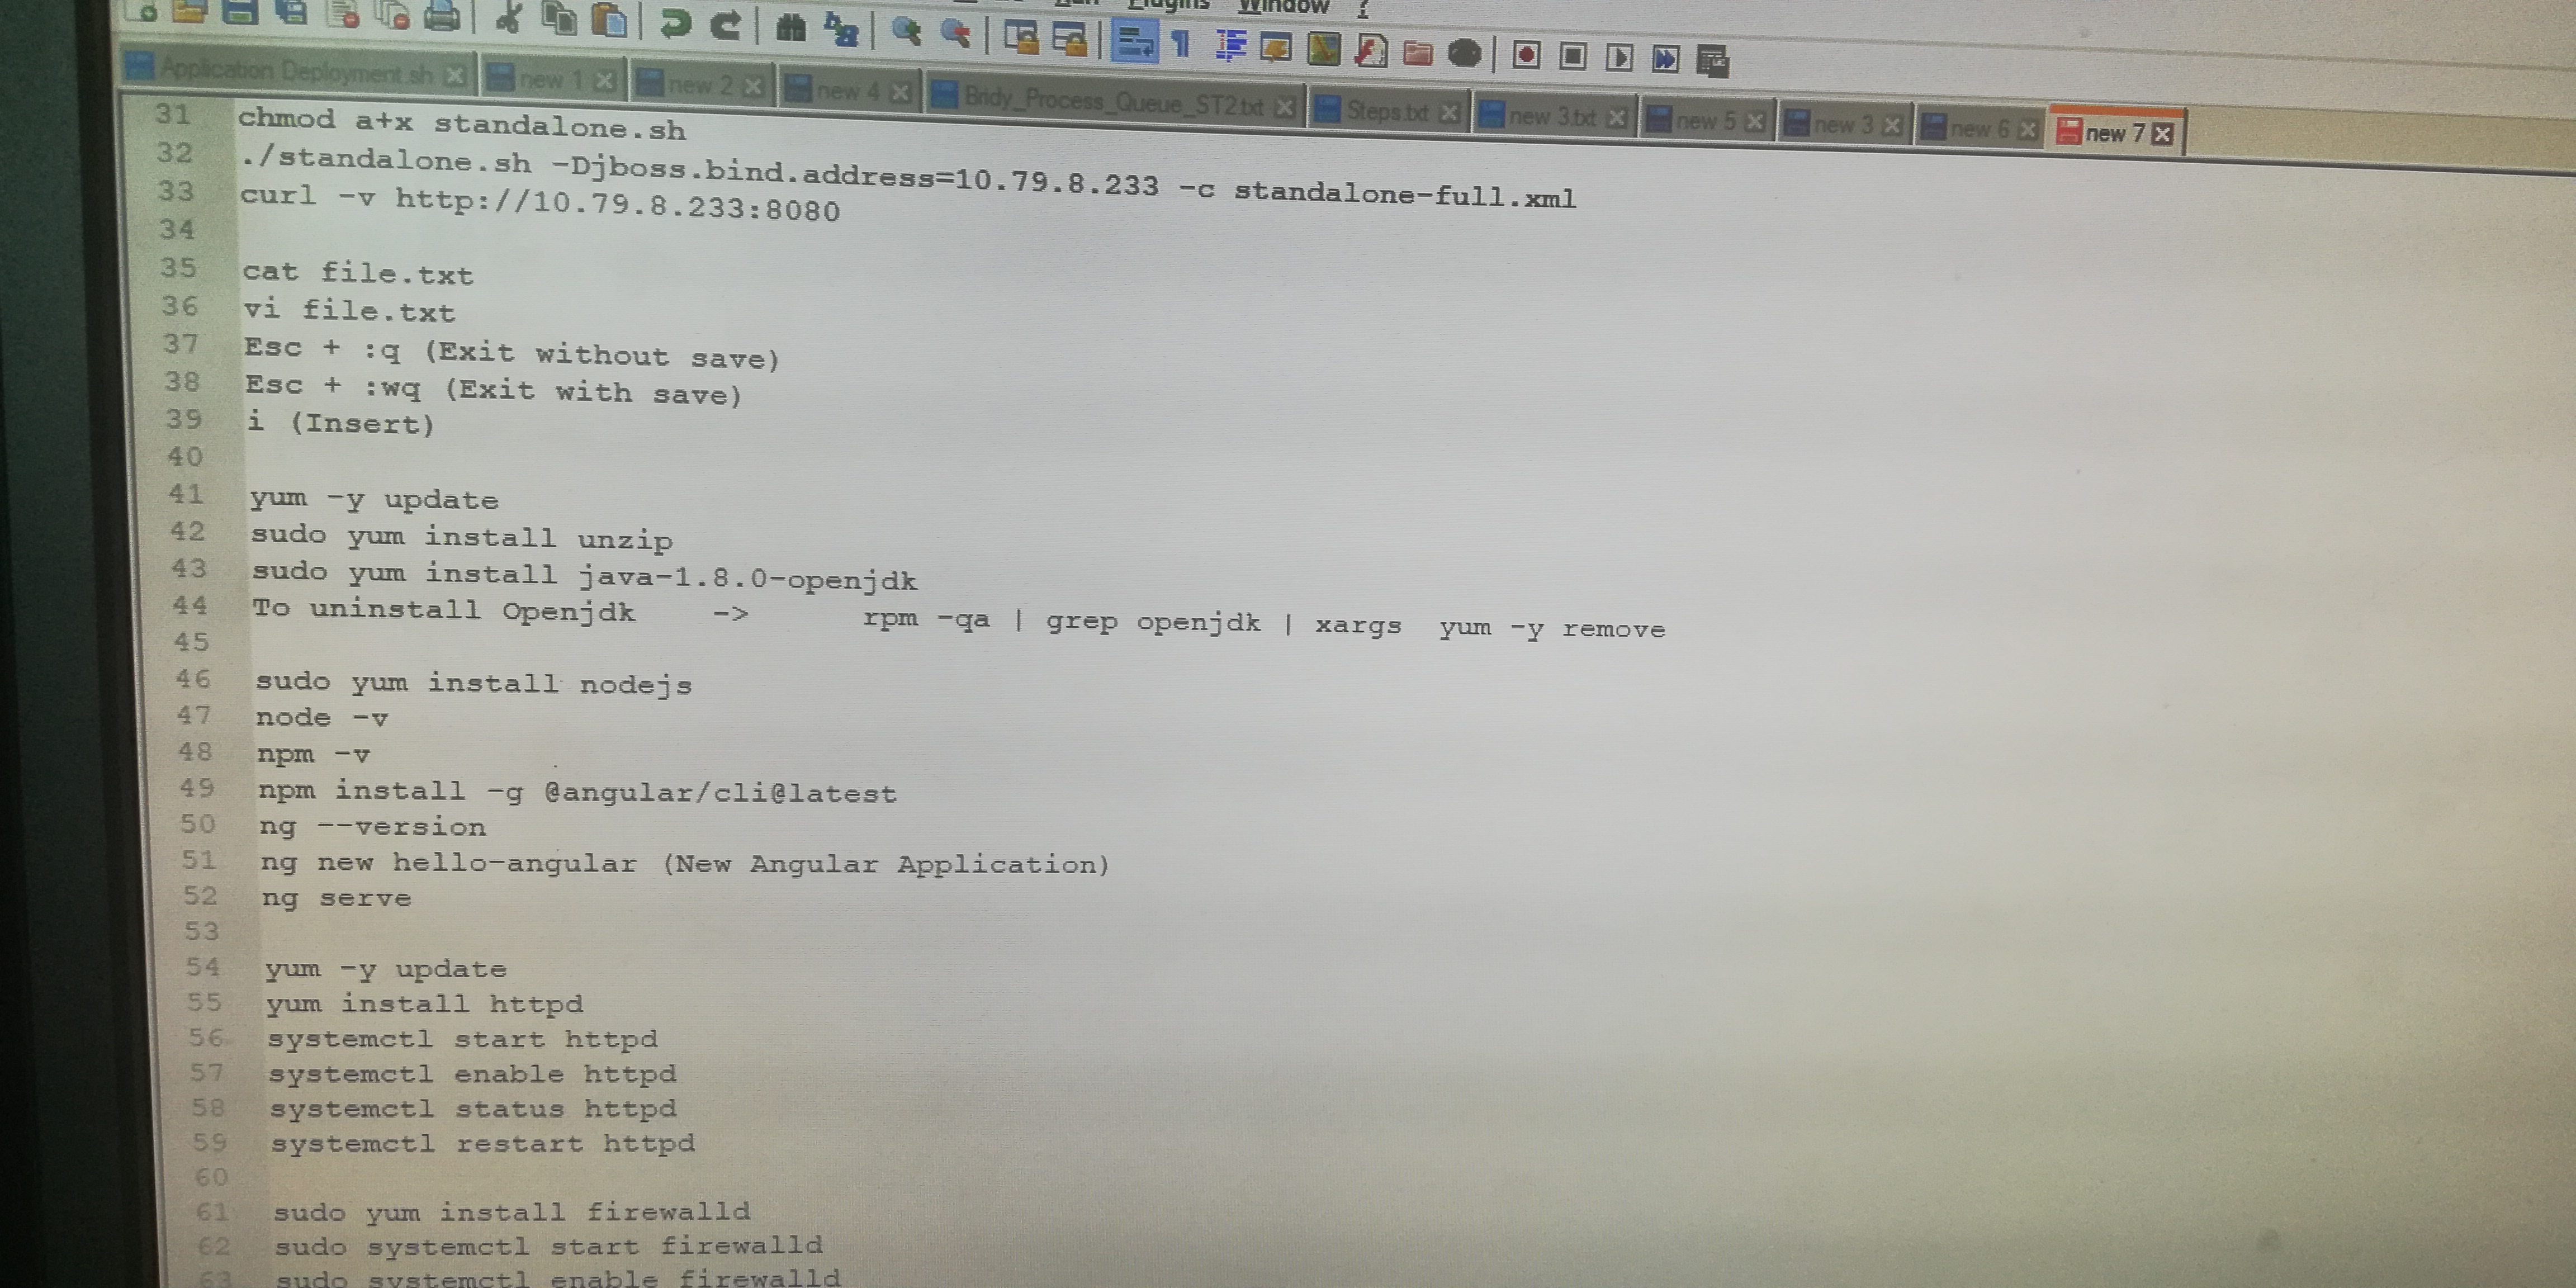 Plugins Window ?
Application Deployment.sh new 1 new 2 new 4 Bridy_Process_Queue_ST2.txt Steps.txt new 3.txt new 5 new 3 new 6 new 7
31 chmod a+x standalone.sh
32 ./standalone.sh -Djboss.bind.address=10.79.8.233 -c standalone-full.xml
33 curl -v http://10.79.8.233:8080
34
35 cat file.txt
36 vi file.txt
37 Esc + :q (Exit without save)
38 Esc + :wq (Exit with save)
39 i (Insert)
40
41 yum -y update
42 sudo yum install unzip
43 sudo yum install java-1.8.0-openjdk
44 To uninstall Openjdk -> rpm -qa | grep openjdk | xargs yum -y remove
45
46 sudo yum install nodejs
47 node -v
48 npm -v
49 npm install -g @angular/cli@latest
50 ng --version
51 ng new hello-angular (New Angular Application)
52 ng serve
53
54 yum -y update
55 yum install httpd
56 systemctl start httpd
57 systemctl enable httpd
58 systemctl status httpd
59 systemctl restart httpd
60
61 sudo yum install firewalld
62 sudo systemctl start firewalld
63 sudo systemctl enable firewalld